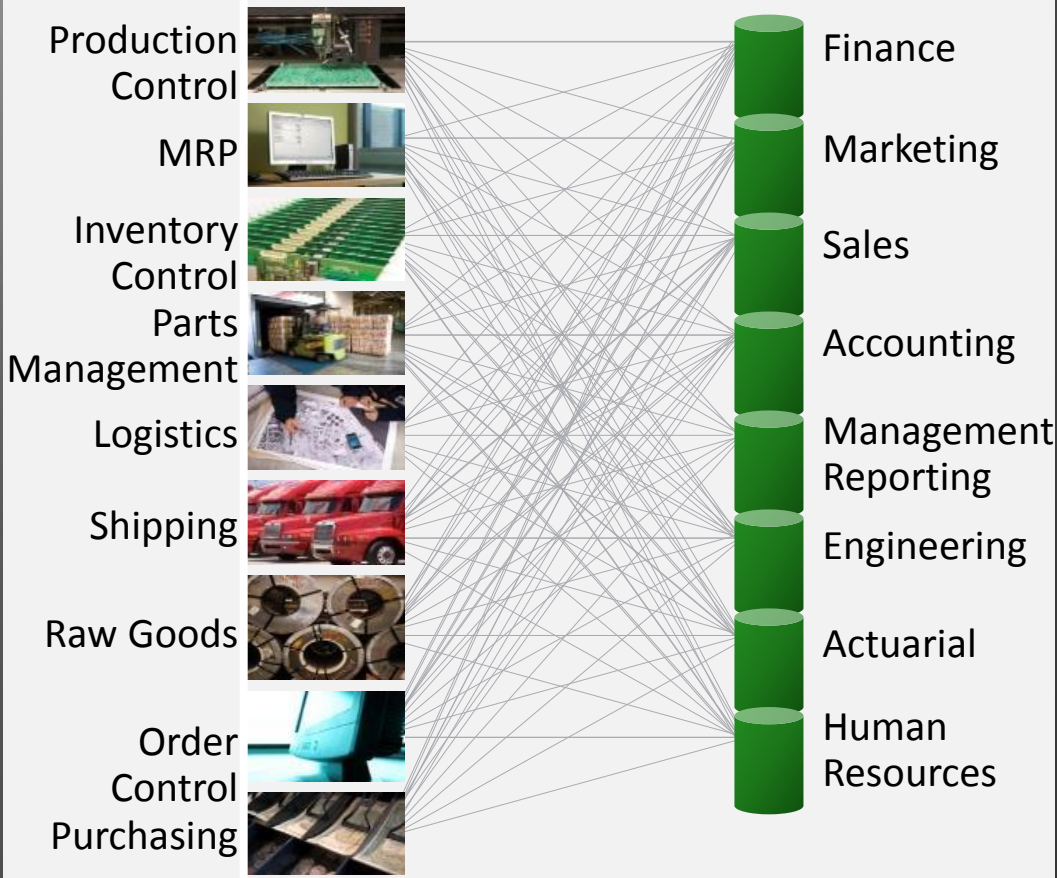 Production
Control
MRP
Inventory
Control
Parts
Management
Logistics
Shipping
Raw Goods
Order
Control
Purchasing
Finance
Marketing
Sales
Accounting
Management
Reporting
Engineering
Actuarial
Human
Resources